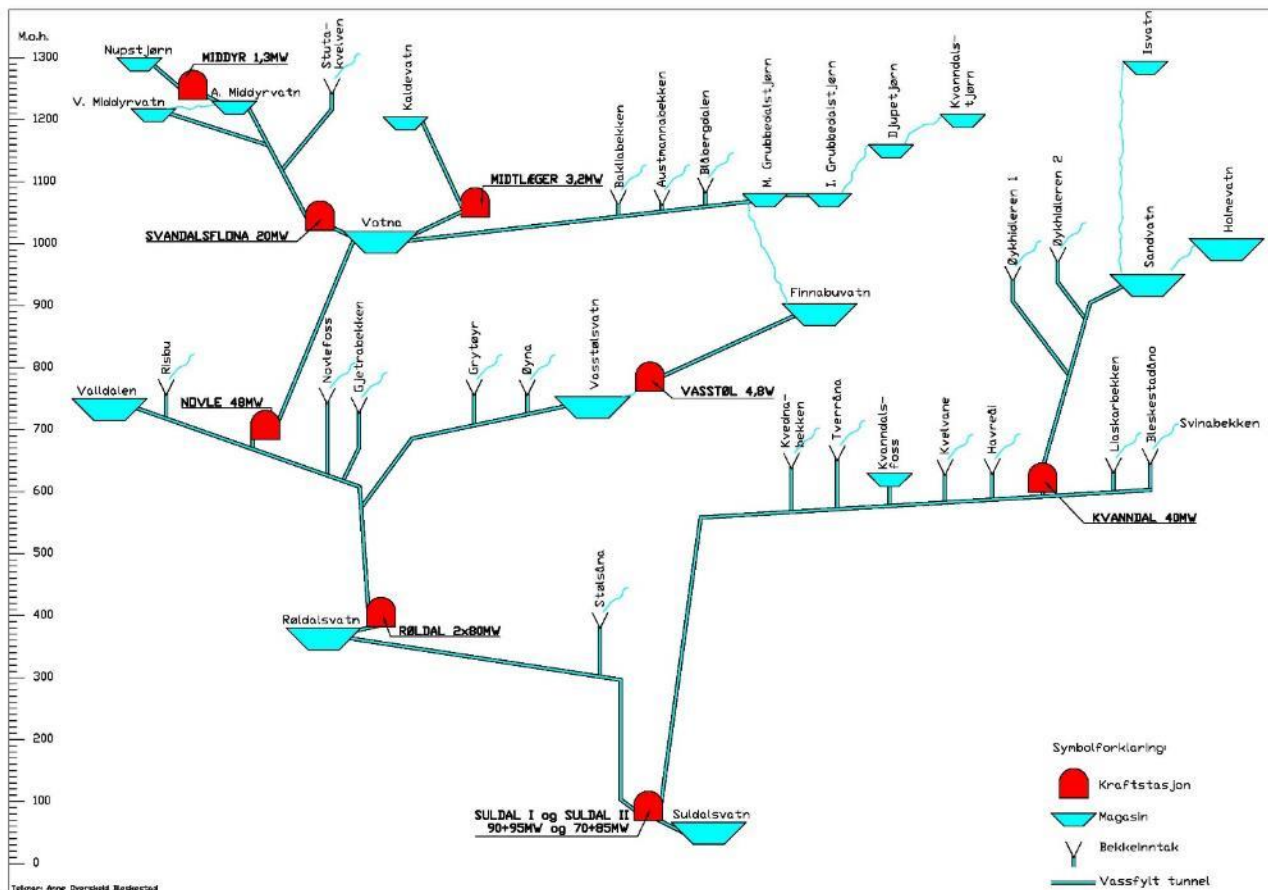 M.o.h.
1300
1200
1100
1000
900
800
700
600
500
400
300
200
100
0
Nupstjørn
MIDDYR 1,3MW
V. Middyrvatn
A. Middyrvatn
Stuta-
kvelven
Kaldevatn
SVANDALSFLONA 20MW
Vatna
MIDTLÆGER 3,2MW
Baklabekken
Austmannabekken
Blåbergdalen
M. Grubbedalstjørn
I. Grubbedalstjørn
Djupetjørn
Kvanndals-
tjørn
Isvatn
Øykhidleren 1
Øykhidleren 2
Sandvatn
Holmevatn
Finnabuvatn
Valldalen
Risbu
NOVLE 48MW
Novlefoss
Gjetrabekken
Grytøyr
Øyna
Vasstølsvatn
VASSTØL 4,8W
Kvedna-
bekken
Tverråna
Kvanndals-
foss
Kvelvane
Havreåi
Liaskarbekken
Bleskestadåno
Svinabekken
KVANNDAL 40MW
Røldalsvatn
RØLDAL 2x80MW
Stølsåna
SULDAL I og SULDAL II
90+95MW og 70+85MW
Suldalsvatn
Symbolforklaring:
Kraftstasjon
Magasin
Bekkeinntak
Vassfylt tunnel